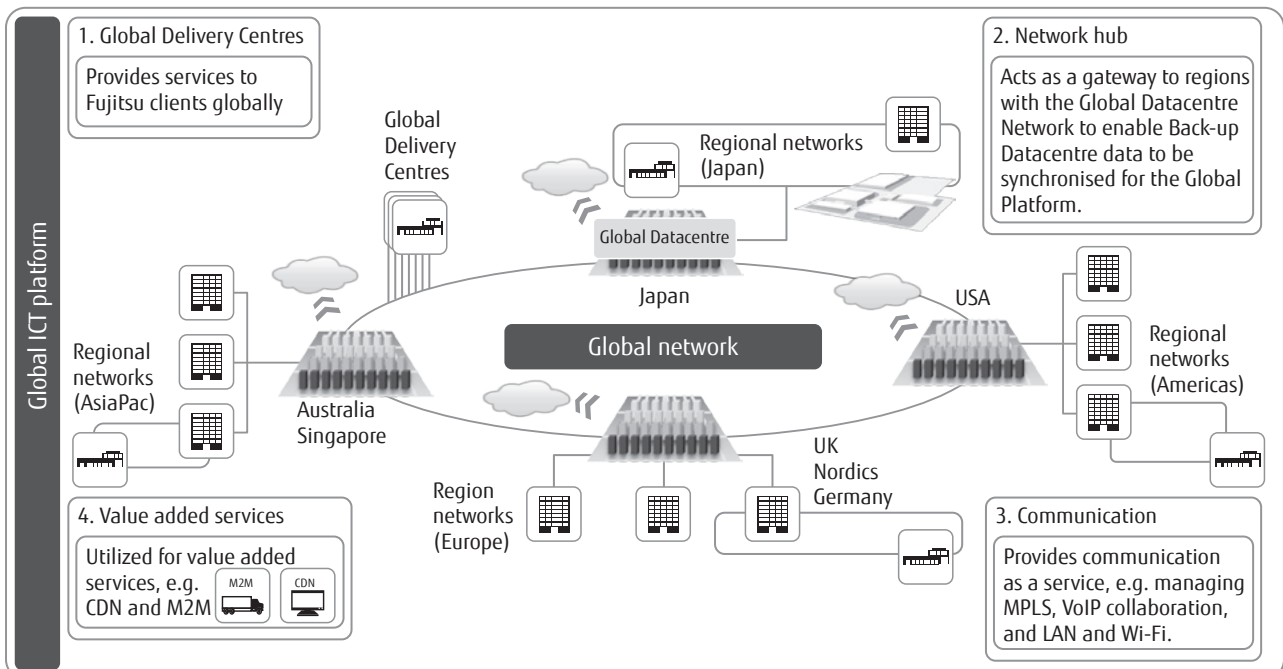 Global ICT platform
1. Global Delivery Centres
Provides services to
Fujitsu clients globally
2. Network hub
Acts as a gateway to regions
with the Global Datacentre
Network to enable Back-up
Datacentre data to be
synchronised for the Global
Platform.
Global
Delivery
Centres
Regional networks
(Japan)
Global Datacentre
Japan
USA
Global network
Regional
networks
(AsiaPac)
Australia
Singapore
Regional
networks
(Americas)
UK
Nordics
Germany
Region
networks
(Europe)
4. Value added services
Utilized for value added
services, e.g.
CDN and M2M
M2M
CDN
3. Communication
Provides communication
as a service, e.g. managing
MPLS, VoIP collaboration,
and LAN and Wi-Fi.